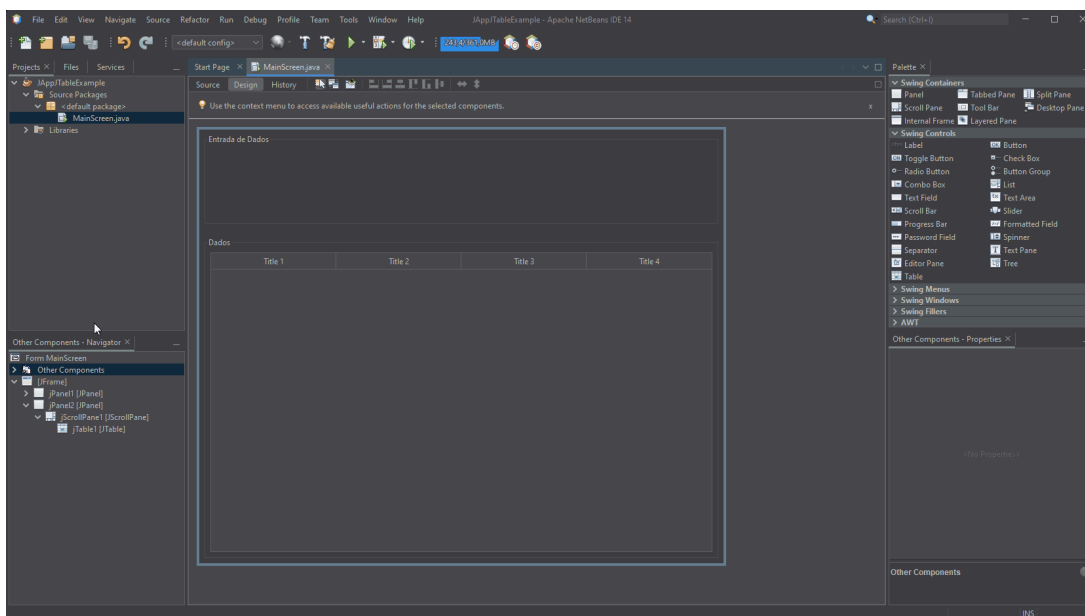 File Edit View Navigate Source Refactor Run Debug Profile Team Tools Window Help JAppJTableExample - Apache NetBeans IDE 14 Search (Ctrl+I)
<default config> 241,4/361,0MB
Projects × Files Services
JAppJTableExample
Source Packages
<default package>
MainScreen.java
Libraries
Start Page × MainScreen.java ×
Source Design History
Use the context menu to access available useful actions for the selected components. x
Entrada de Dados
Dados
Title 1 Title 2 Title 3 Title 4
Other Components - Navigator ×
Form MainScreen
Other Components
[JFrame]
jPanel1 [JPanel]
jPanel2 [JPanel]
jScrollPane1 [JScrollPane]
jTable1 [JTable]
Palette ×
Swing Containers
Panel Tabbed Pane Split Pane
Scroll Pane Tool Bar Desktop Pane
Internal Frame Layered Pane
Swing Controls
Label Button
Toggle Button Check Box
Radio Button Button Group
Combo Box List
Text Field Text Area
Scroll Bar Slider
Progress Bar Formatted Field
Password Field Spinner
Separator Text Pane
Editor Pane Tree
Table
Swing Menus
Swing Windows
Swing Fillers
AWT
Other Components - Properties ×
<No Properties>
Other Components
INS